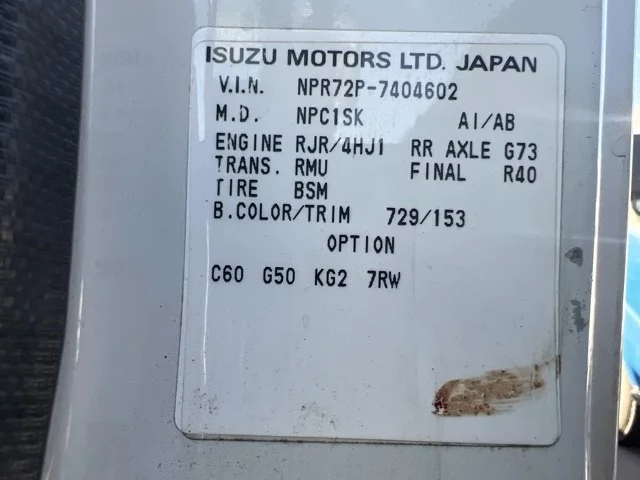 ISUZU MOTORS LTD. JAPAN
V.I.N. NPR72P-7404602
M.D. NPC1SK AI/AB
ENGINE RJR/4HJ1 RR AXLE G73
TRANS. RMU FINAL R40
TIRE BSM
B.COLOR/TRIM 729/153
OPTION
C60 G50 KG2 7RW